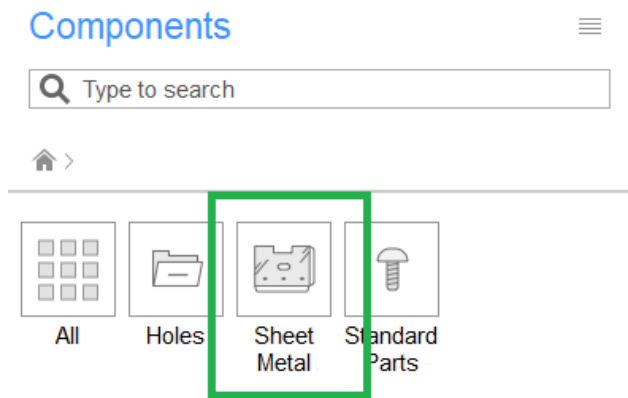 Components
Type to search
All
Holes
Sheet
Metal
Standard
Parts